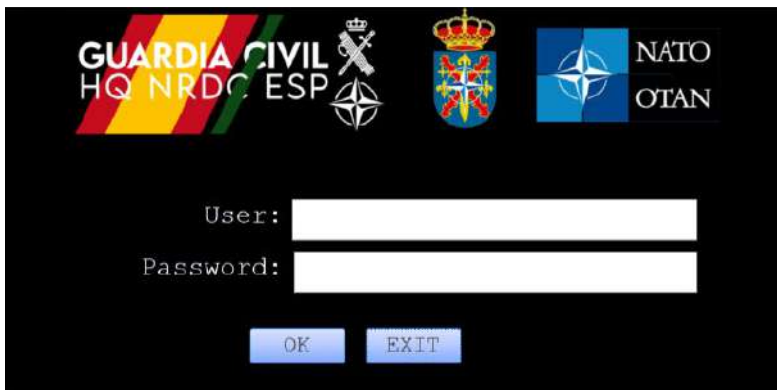 GUARDIA CIVIL
HQ NRDC ESP
NATO
OTAN
User:
Password:
OK
EXIT